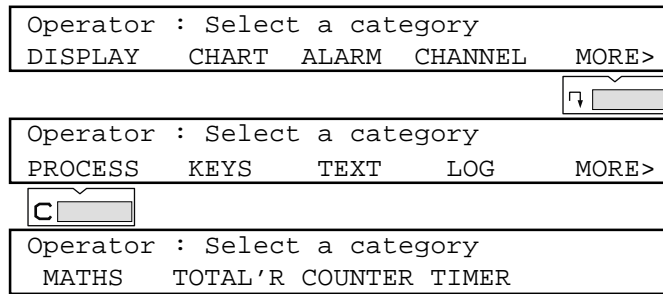 Operator : Select a category
DISPLAY CHART ALARM CHANNEL MORE>
Operator : Select a category
PROCESS KEYS TEXT LOG MORE>
C
Operator : Select a category
MATHS TOTAL'R COUNTER TIMER